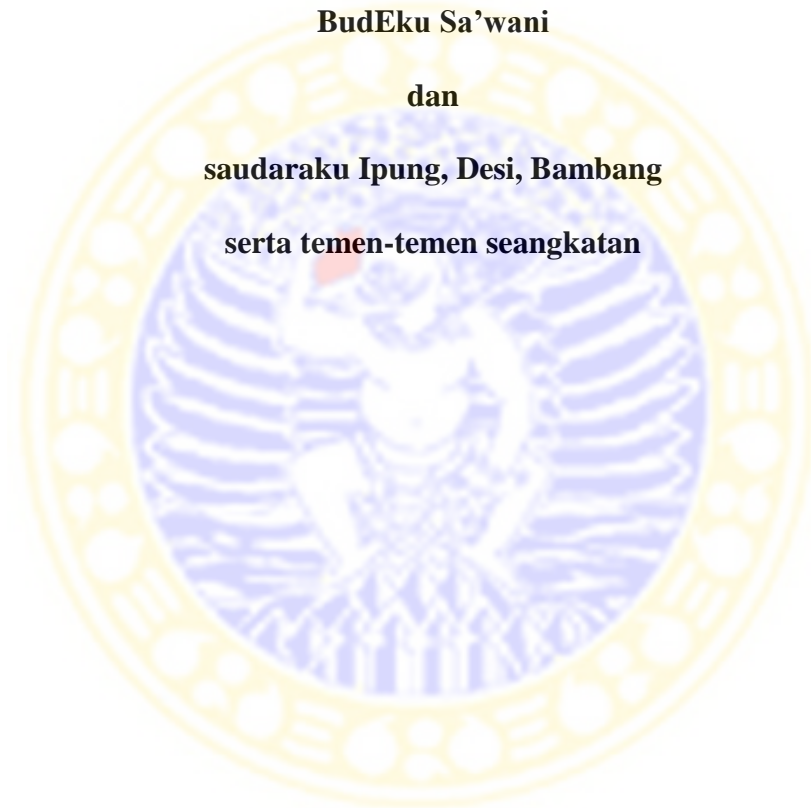 BudEku Sa’wani
dan
saudaraku Ipung, Desi, Bambang
serta temen-temen seangkatan